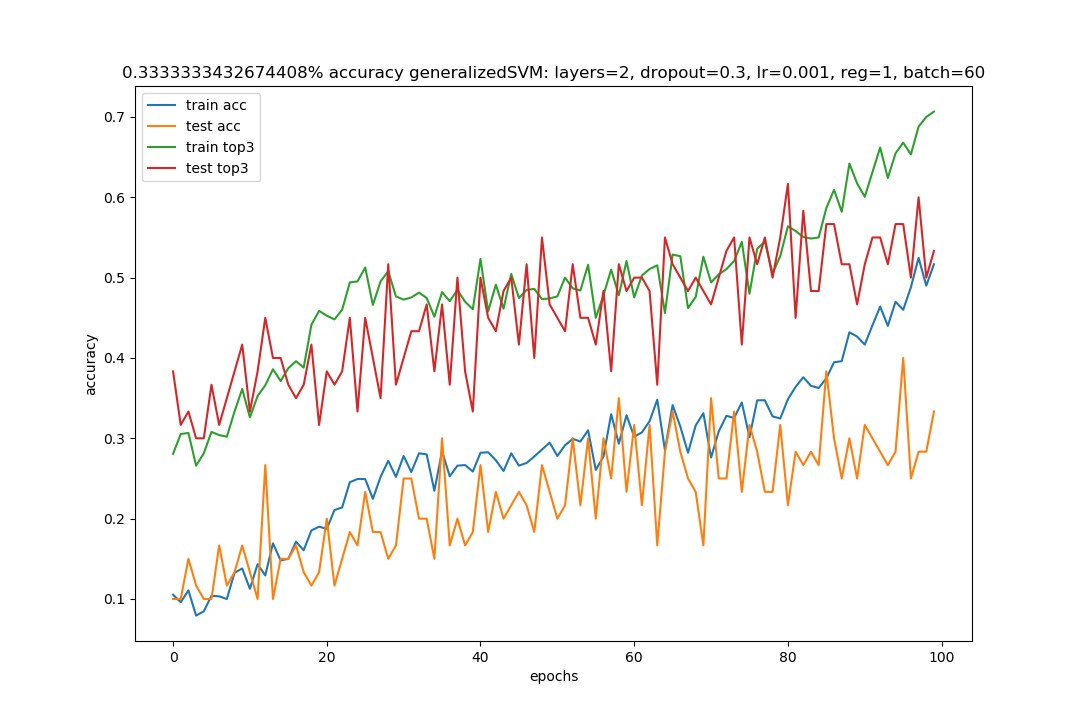 0.3333333432674408% accuracy generalizedSVM: layers=2, dropout=0.3, lr=0.001, reg=1, batch=60
train acc
test acc
train top3
test top3
0.7
0.6
0.5
0.4
0.3
0.2
0.1
accuracy
0 20 40 60 80 100
epochs